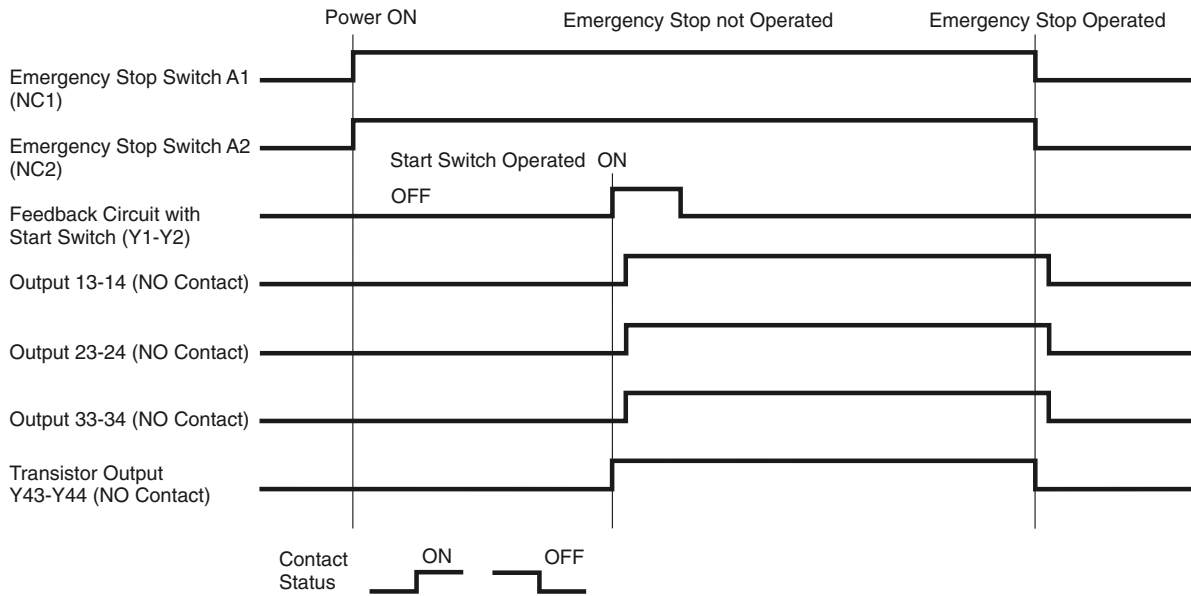 Power ON
Emergency Stop not Operated
Emergency Stop Operated
Emergency Stop Switch A1
(NC1)
Emergency Stop Switch A2
(NC2)
Start Switch Operated ON
OFF
Feedback Circuit with
Start Switch (Y1-Y2)
Output 13-14 (NO Contact)
Output 23-24 (NO Contact)
Output 33-34 (NO Contact)
Transistor Output
Y43-Y44 (NO Contact)
Contact
Status
ON
OFF